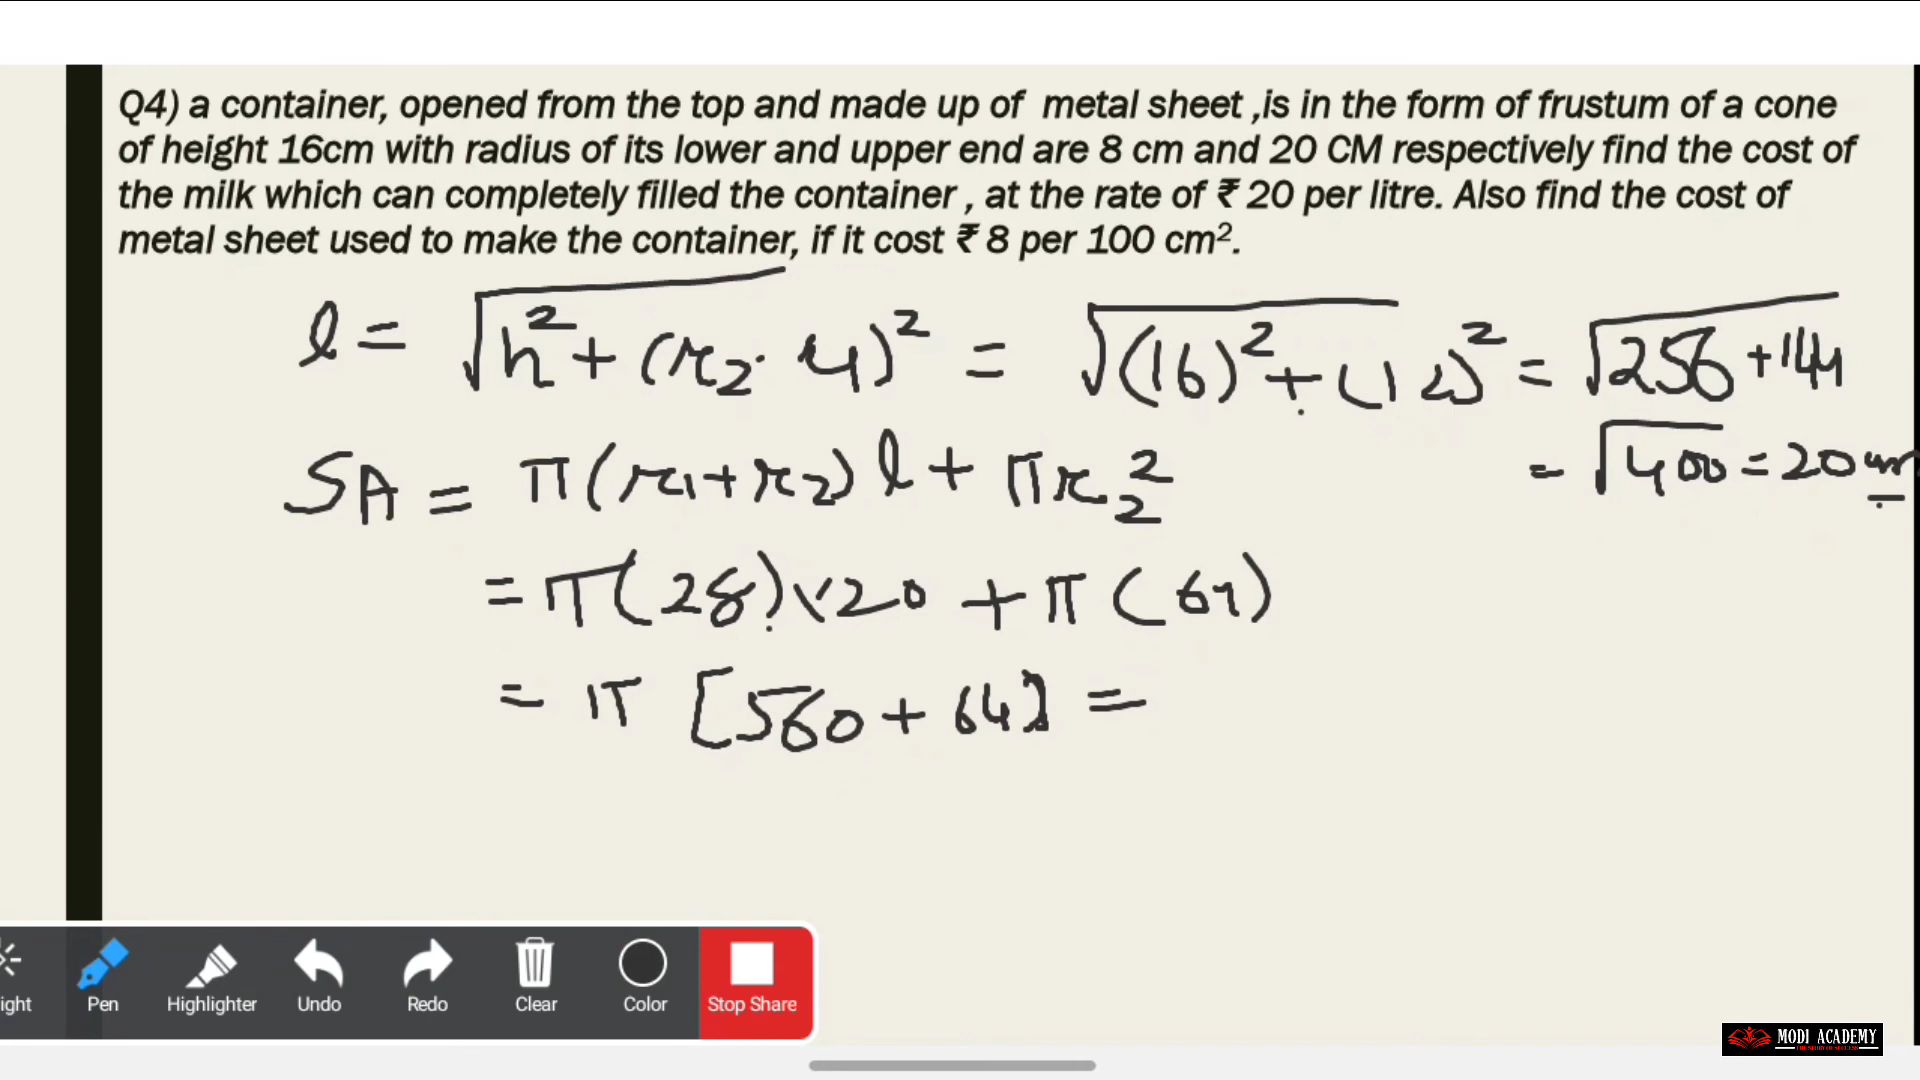 Q4) a container, opened from the top and made up of metal sheet ,is in the form of frustum of a cone
of height 16cm with radius of its lower and upper end are 8 cm and 20 CM respectively find the cost of
the milk which can completely filled the container , at the rate of ₹ 20 per litre. Also find the cost of
metal sheet used to make the container, if it cost ₹ 8 per 100 cm².
l = √h² + (r₂ - r₁)² = √(16)² + (12)² = √256 + 144
= √400 = 20 cm
SA = π(r₁+r₂) l + πr₂²
= π(28)×20 + π(64)
= π [560 + 64] =
ight Pen Highlighter Undo Redo Clear Color Stop Share
MODI ACADEMY